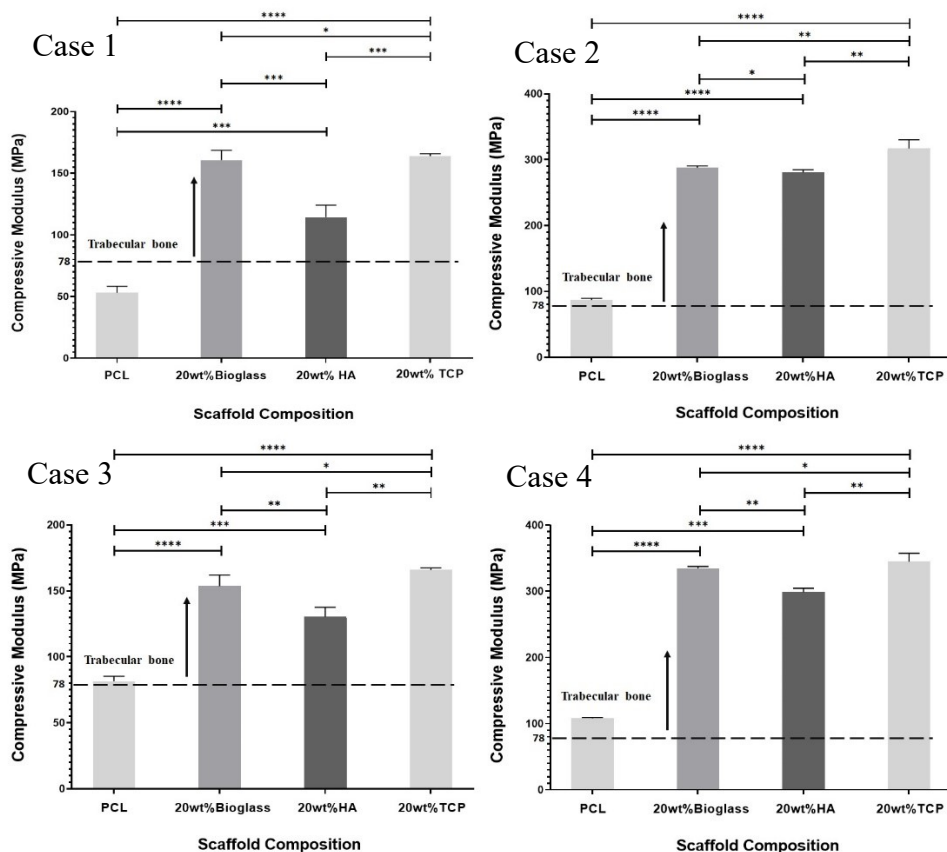 Case 1
****
*
***
***
****
***
Compressive Modulus (MPa)
200
150
100
78
50
0
Trabecular bone
PCL 20wt%Bioglass 20wt% HA 20wt% TCP
Scaffold Composition
Case 2
****
**
**
*
****
****
Compressive Modulus (MPa)
400
300
200
100
78
0
Trabecular bone
PCL 20wt%Bioglass 20wt%HA 20wt%TCP
Scaffold Composition
Case 3
****
*
**
**
***
****
Compressive Modulus (MPa)
200
150
100
78
50
0
Trabecular bone
PCL 20wt%Bioglass 20wt%HA 20wt%TCP
Scaffold Composition
Case 4
****
*
**
**
***
****
Compressive Modulus (MPa)
400
300
200
100
78
0
Trabecular bone
PCL 20wt%Bioglass 20wt%HA 20wt%TCP
Scaffold Composition